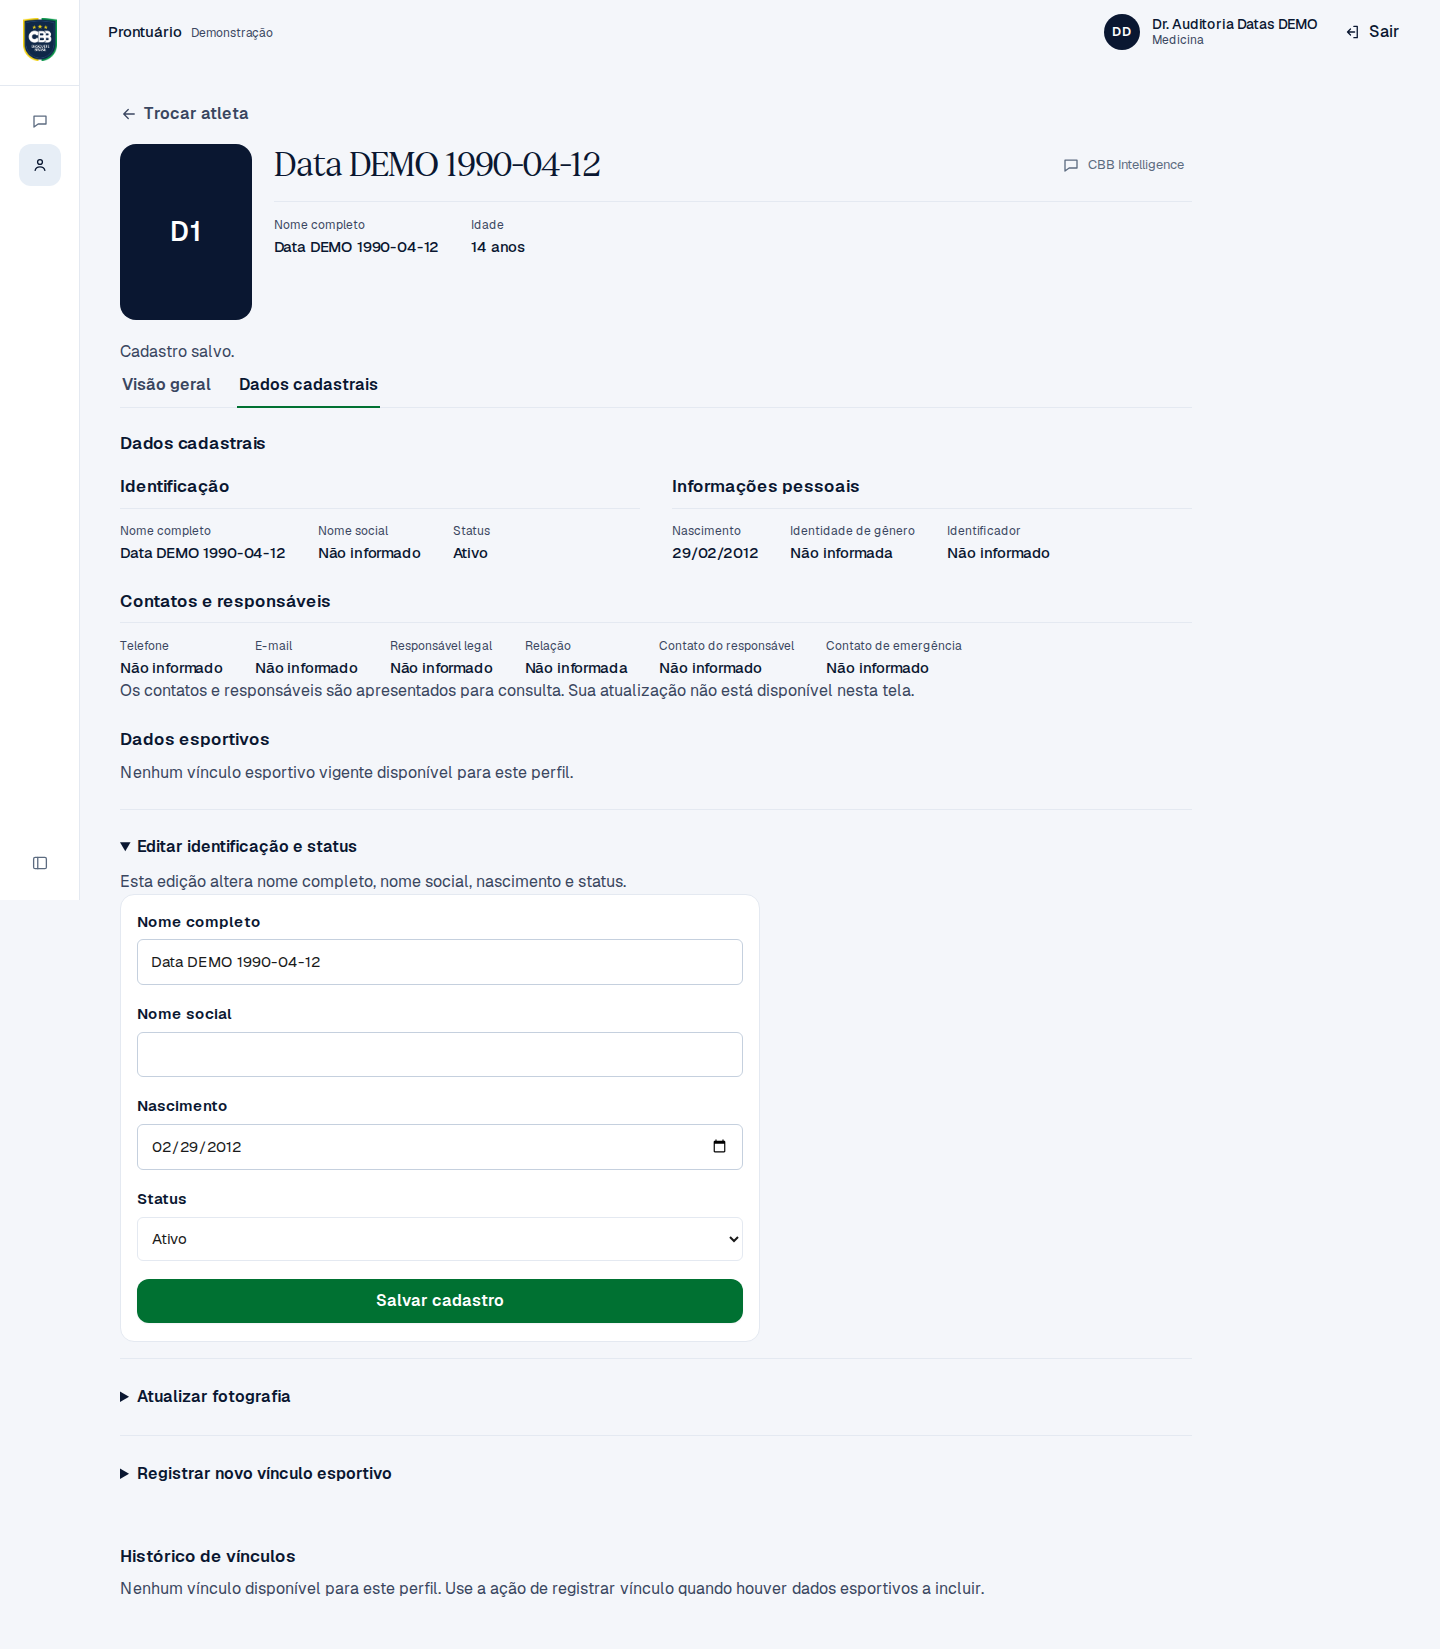 CBB
Prontuário Demonstração
DD
Dr. Auditoria Datas DEMO
Medicina
Sair
Trocar atleta
D1
Data DEMO 1990-04-12
CBB Intelligence
Nome completo Idade
Data DEMO 1990-04-12 14 anos
Cadastro salvo.
Visão geral Dados cadastrais
Dados cadastrais
Identificação
Nome completo Nome social Status
Data DEMO 1990-04-12 Não informado Ativo
Informações pessoais
Nascimento Identidade de gênero Identificador
29/02/2012 Não informada Não informado
Contatos e responsáveis
Telefone E-mail Responsável legal Relação Contato do responsável Contato de emergência
Não informado Não informado Não informado Não informada Não informado Não informado
Os contatos e responsáveis são apresentados para consulta. Sua atualização não está disponível nesta tela.
Dados esportivos
Nenhum vínculo esportivo vigente disponível para este perfil.
Editar identificação e status
Esta edição altera nome completo, nome social, nascimento e status.
Nome completo
Data DEMO 1990-04-12
Nome social
Nascimento
02/29/2012
Status
Ativo
Salvar cadastro
Atualizar fotografia
Registrar novo vínculo esportivo
Histórico de vínculos
Nenhum vínculo disponível para este perfil. Use a ação de registrar vínculo quando houver dados esportivos a incluir.